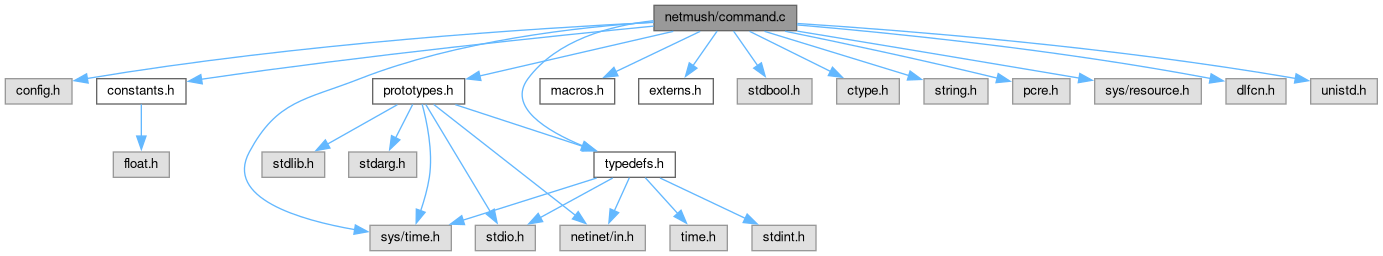 netmush/command.c
config.h
constants.h
prototypes.h
macros.h
externs.h
stdbool.h
ctype.h
string.h
pcre.h
sys/resource.h
dlfcn.h
unistd.h
float.h
stdlib.h
stdarg.h
typedefs.h
sys/time.h
stdio.h
netinet/in.h
time.h
stdint.h